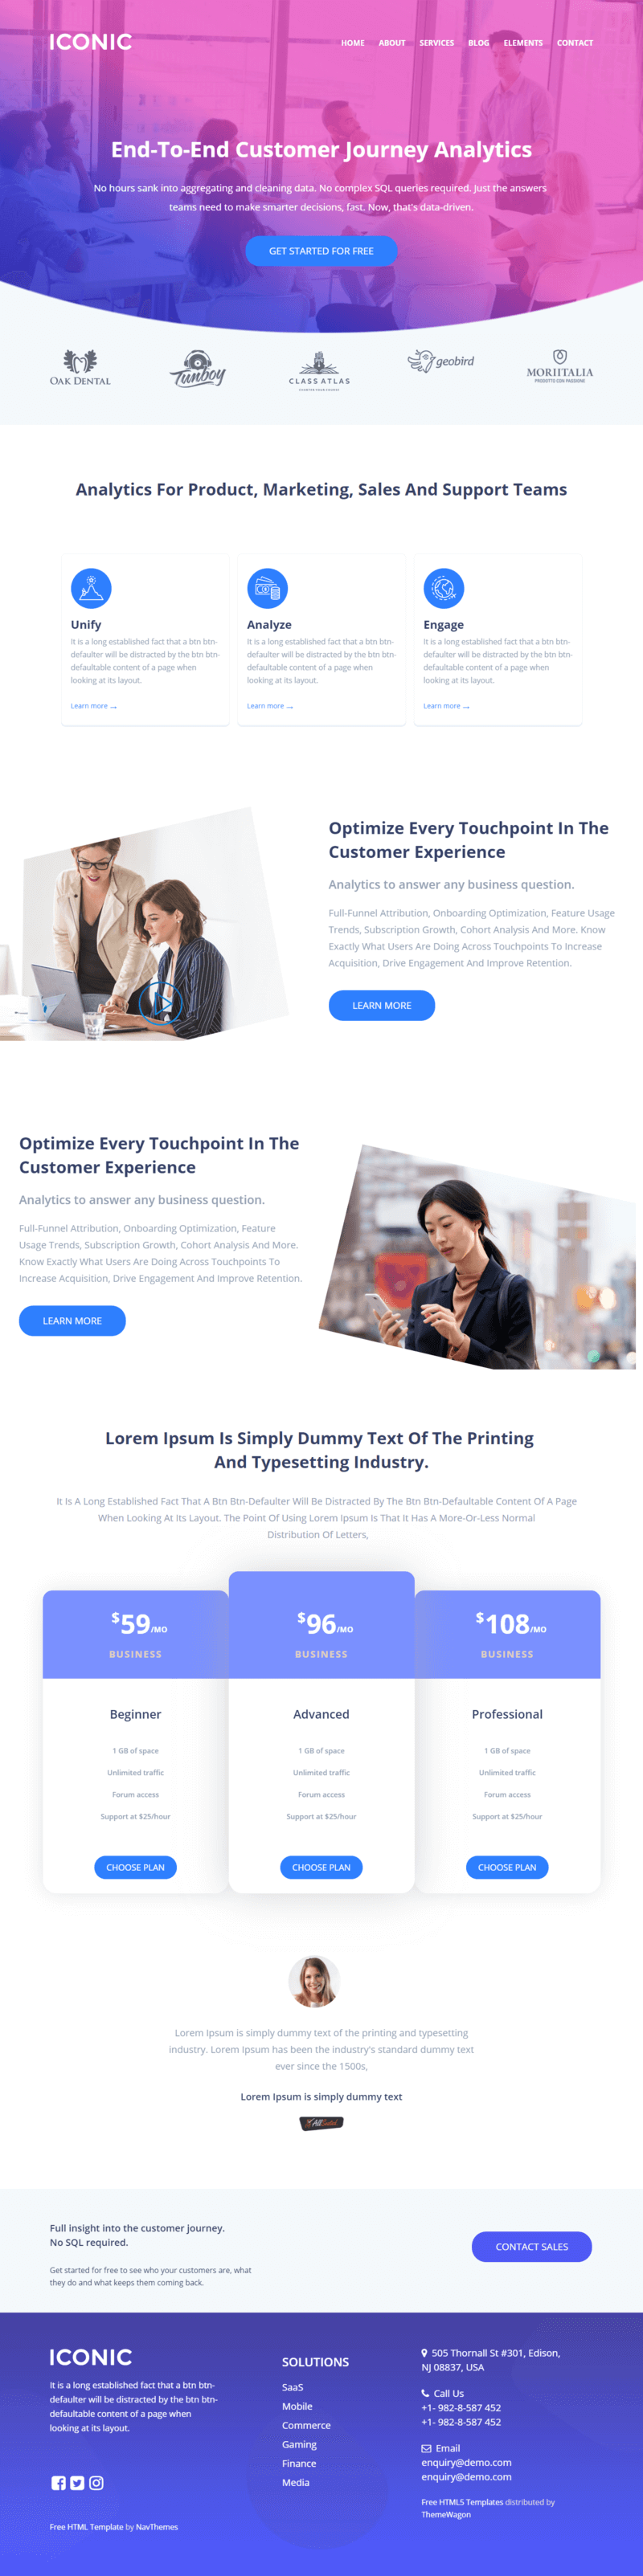 ICONIC
HOME ABOUT SERVICES BLOG ELEMENTS CONTACT
End-To-End Customer Journey Analytics
No hours sank into aggregating and cleaning data. No complex SQL queries required. Just the answers
teams need to make smarter decisions, fast. Now, that's data-driven.
GET STARTED FOR FREE
OAK DENTAL
Tunboy
CLASS ATLAS
geobird
MORIITALIA
PRODOTTO CON PASSIONE
Analytics For Product, Marketing, Sales And Support Teams
Unify
It is a long established fact that a btn btn-
defaulter will be distracted by the btn btn-
defaultable content of a page when
looking at its layout.
Learn more →
Analyze
It is a long established fact that a btn btn-
defaulter will be distracted by the btn btn-
defaultable content of a page when
looking at its layout.
Learn more →
Engage
It is a long established fact that a btn btn-
defaulter will be distracted by the btn btn-
defaultable content of a page when
looking at its layout.
Learn more →
Optimize Every Touchpoint In The
Customer Experience
Analytics to answer any business question.
Full-Funnel Attribution, Onboarding Optimization, Feature Usage
Trends, Subscription Growth, Cohort Analysis And More. Know
Exactly What Users Are Doing Across Touchpoints To Increase
Acquisition, Drive Engagement And Improve Retention.
LEARN MORE
Optimize Every Touchpoint In The
Customer Experience
Analytics to answer any business question.
Full-Funnel Attribution, Onboarding Optimization, Feature
Usage Trends, Subscription Growth, Cohort Analysis And More.
Know Exactly What Users Are Doing Across Touchpoints To
Increase Acquisition, Drive Engagement And Improve Retention.
LEARN MORE
Lorem Ipsum Is Simply Dummy Text Of The Printing
And Typesetting Industry.
It Is A Long Established Fact That A Btn Btn-Defaulter Will Be Distracted By The Btn Btn-Defaultable Content Of A Page
When Looking At Its Layout. The Point Of Using Lorem Ipsum Is That It Has A More-Or-Less Normal
Distribution Of Letters,
$59/MO
BUSINESS
Beginner
1 GB of space
Unlimited traffic
Forum access
Support at $25/hour
CHOOSE PLAN
$96/MO
BUSINESS
Advanced
1 GB of space
Unlimited traffic
Forum access
Support at $25/hour
CHOOSE PLAN
$108/MO
BUSINESS
Professional
1 GB of space
Unlimited traffic
Forum access
Support at $25/hour
CHOOSE PLAN
Lorem Ipsum is simply dummy text of the printing and typesetting
industry. Lorem Ipsum has been the industry's standard dummy text
ever since the 1500s,
Lorem Ipsum is simply dummy text
Full insight into the customer journey.
No SQL required.
Get started for free to see who your customers are, what
they do and what keeps them coming back.
CONTACT SALES
ICONIC
It is a long established fact that a btn btn-
defaulter will be distracted by the btn btn-
defaultable content of a page when
looking at its layout.
Free HTML Template by NavThemes
SOLUTIONS
SaaS
Mobile
Commerce
Gaming
Finance
Media
505 Thornall St #301, Edison,
NJ 08837, USA
Call Us
+1- 982-8-587 452
+1- 982-8-587 452
Email
enquiry@demo.com
enquiry@demo.com
Free HTML5 Templates distributed by
ThemeWagon